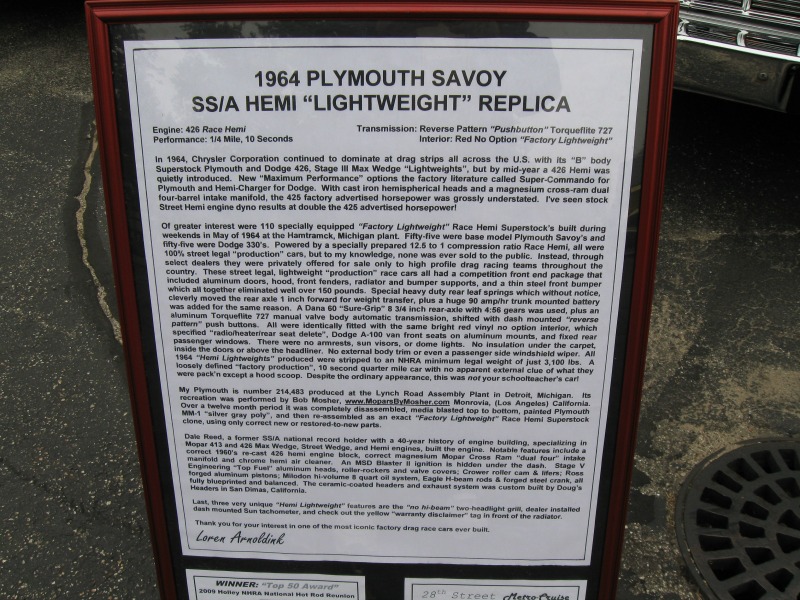 1964 PLYMOUTH SAVOY
SS/A HEMI "LIGHTWEIGHT" REPLICA
Engine: 426 Race Hemi
Performance: 1/4 Mile, 10 Seconds
Transmission: Reverse Pattern "Pushbutton" Torqueflite 727
Interior: Red No Option "Factory Lightweight"
In 1964, Chrysler Corporation continued to dominate at drag strips all across the U.S. with its "B" body
Superstock Plymouth and Dodge 426, Stage III Max Wedge "Lightweights", but by mid-year a 426 Hemi was
quietly introduced. New "Maximum Performance" options the factory literature called Super-Commando for
Plymouth and Hemi-Charger for Dodge. With cast iron hemispherical heads and a magnesium cross-ram dual
four-barrel intake manifold, the 425 factory advertised horsepower was grossly understated. I've seen stock
Street Hemi engine dyno results at double the 425 advertised horsepower!
Of greater interest were 110 specially equipped "Factory Lightweight" Race Hemi Superstock's built during
weekends in May of 1964 at the Hamtramck, Michigan plant. Fifty-five were base model Plymouth Savoy's and
fifty-five were Dodge 330's. Powered by a specially prepared 12.5 to 1 compression ratio Race Hemi, all were
100% street legal "production" cars, but to my knowledge, none was ever sold to the public. Instead, through
select dealers they were privately offered for sale only to high profile drag racing teams throughout the
country. These street legal, lightweight "production" race cars all had a competition front end package that
included aluminum doors, hood, front fenders, radiator and bumper supports, and a thin steel front bumper
which all together eliminated well over 150 pounds. Special heavy duty rear leaf springs which without notice,
cleverly moved the rear axle 1 inch forward for weight transfer, plus a huge 90 amp/hr trunk mounted battery
was added for the same reason. A Dana 60 "Sure-Grip" 8 3/4 inch rear-axle with 4:56 gears was used, plus an
aluminum Torqueflite 727 manual valve body automatic transmission, shifted with dash mounted "reverse
pattern" push buttons. All were identically fitted with the same bright red vinyl no option interior, which
specified "radio/heater/rear seat delete", Dodge A-100 van front seats on aluminum mounts, and fixed rear
passenger windows. There were no armrests, sun visors, or dome lights. No insulation under the carpet,
inside the doors or above the headliner. No external body trim or even a passenger side windshield wiper. All
1964 "Hemi Lightweights" produced were stripped to an NHRA minimum legal weight of just 3,100 lbs. A
loosely defined "factory production", 10 second quarter mile car with no apparent external clue of what they
were pack'n except a hood scoop. Despite the ordinary appearance, this was not your schoolteacher's car!
My Plymouth is number 214,483 produced at the Lynch Road Assembly Plant in Detroit, Michigan. Its
recreation was performed by Bob Mosher, www.MoparsByMosher.com Monrovia, (Los Angeles) California.
Over a twelve month period it was completely disassembled, media blasted top to bottom, painted Plymouth
MM-1 "silver gray poly", and then re-assembled as an exact "Factory Lightweight" Race Hemi Superstock
clone, using only correct new or restored-to-new parts.
Dale Reed, a former SS/A national record holder with a 40-year history of engine building, specializing in
Mopar 413 and 426 Max Wedge, Street Wedge, and Hemi engines, built the engine. Notable features include a
correct 1960's re-cast 426 hemi engine block, correct magnesium Mopar Cross Ram "dual four" intake
manifold and chrome hemi air cleaner. An MSD Blaster II ignition is hidden under the dash. Stage V
Engineering "Top Fuel" aluminum heads, roller-rockers and valve covers; Crower roller cam & lifers; Ross
forged aluminum pistons; Milodon hi-volume 8 quart oil system, Eagle H-beam rods & forged steel crank, all
fully blueprinted and balanced. The ceramic-coated headers and exhaust system was custom built by Doug's
Headers in San Dimas, California.
Last, three very unique "Hemi Lightweight" features are the "no hi-beam" two-headlight grill, dealer installed
dash mounted Sun tachometer, and check out the yellow "warranty disclaimer" tag in front of the radiator.
Thank you for your interest in one of the most iconic factory drag race cars ever built.
Loren Arnoldink
WINNER: "Top 50 Award"
2009 Holley NHRA National Hot Rod Reunion
28th Street Metro Cruise